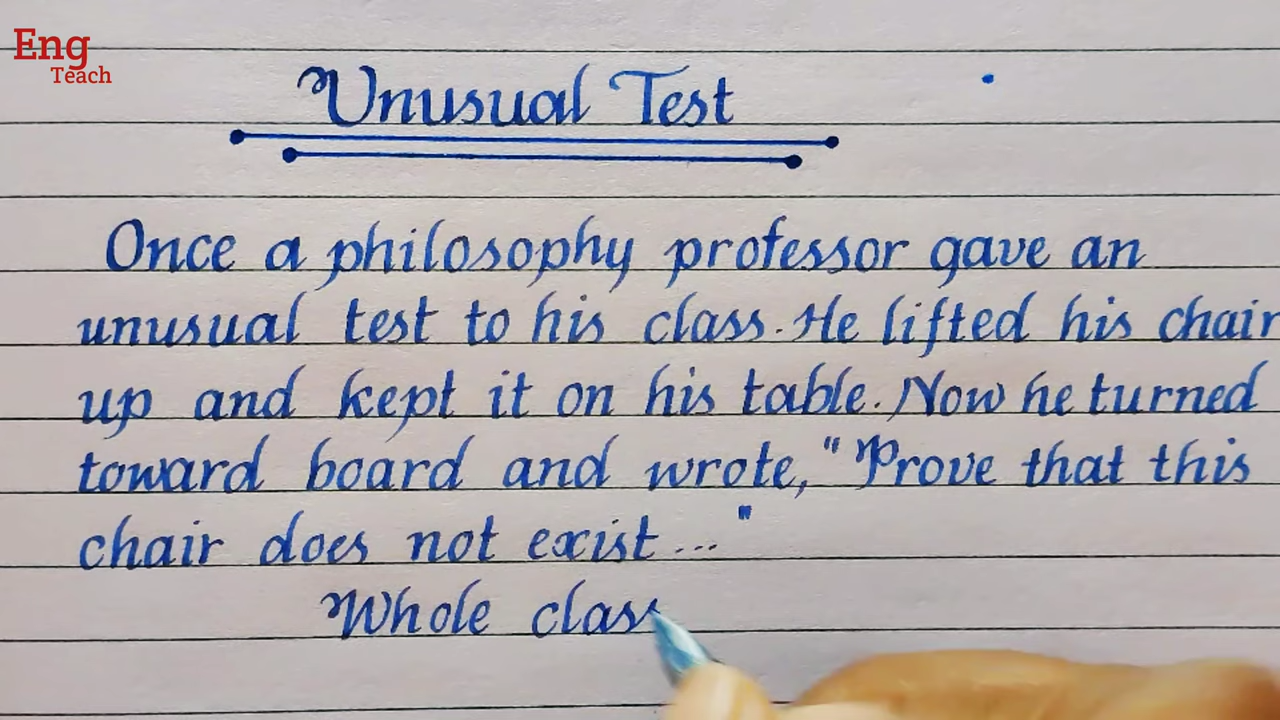 Eng
Teach
Unusual Test
Once a philosophy professor gave an
unusual test to his class. He lifted his chair
up and kept it on his table. Now he turned
toward board and wrote, "Prove that this
chair does not exist... "
Whole class